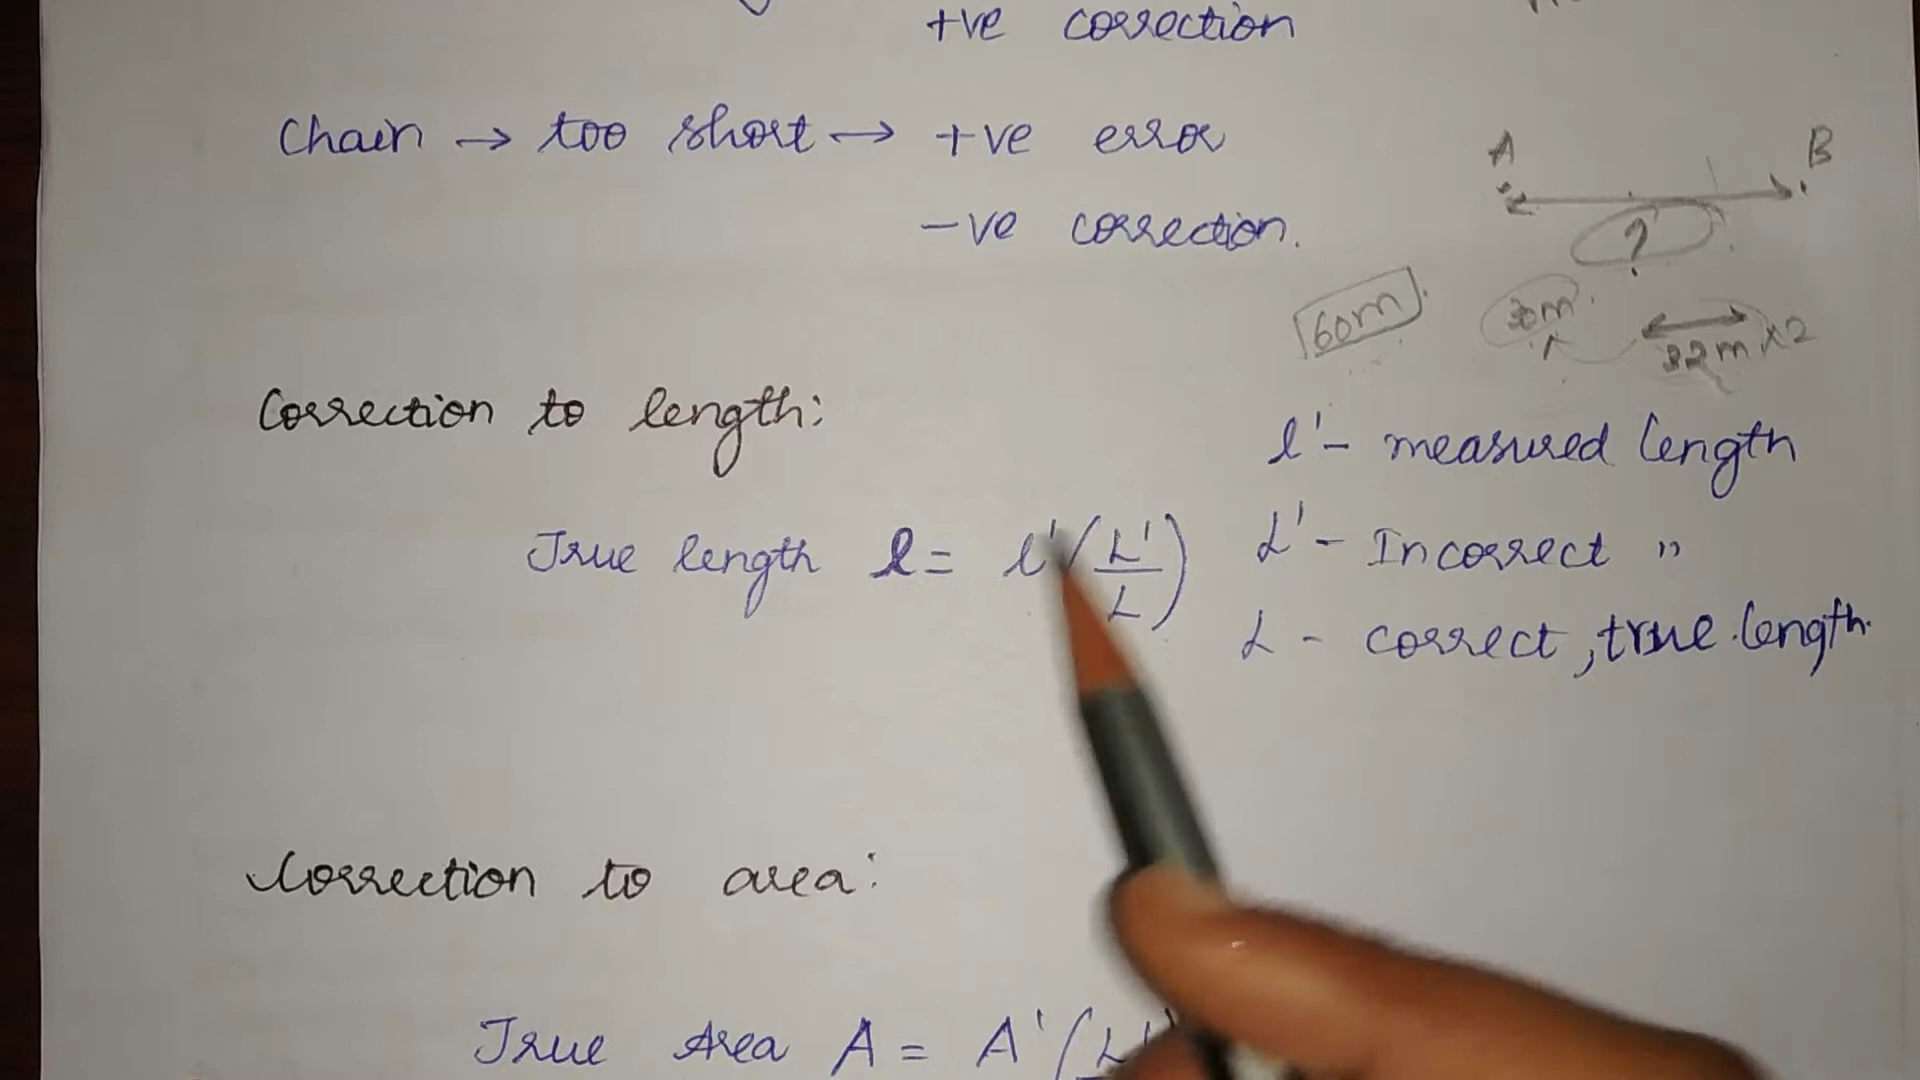 +ve correction
Chain → too short → +ve error
-ve correction.
A B
?
60m 30m 32m x2
Correction to length:
l' - measured length
True length l = l' (L'/L)
L' - Incorrect "
L - correct, true length.
Correction to area:
True Area A = A' (L'